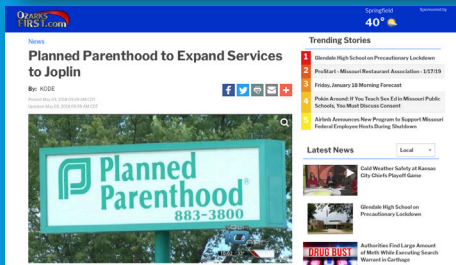 OZARKS
FIRST.com
Springfield
40°
Sponsored by
News
Planned Parenthood to Expand Services
to Joplin
By: KODE
Trending Stories
1 Glendale High School on Precautionary Lockdown
2 ProStart - Missouri Restaurant Association - 1/17/19
3 Friday, January 18 Morning Forecast
4 Pokin Around: If You Teach Sex Ed in Missouri Public
Schools, You Must Discuss Consent
5 Airbnb Announces New Program to Support Missouri
Federal Employee Hosts During Shutdown
Planned
Parenthood®
883-3800
Latest News
Local
Cold Weather Safety at Kansas
City Chiefs Playoff Game
Glendale High School on
Precautionary Lockdown
DRUG BUST
Authorities Find Large Amount
of Meth While Executing Search
Warrant in Carthage